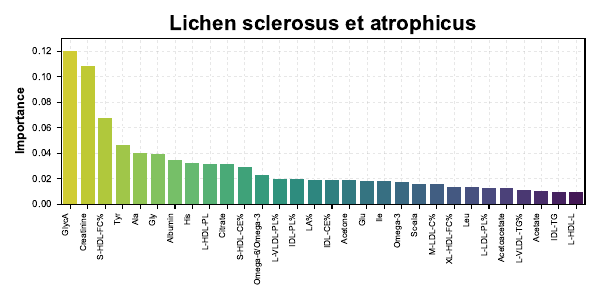 Lichen sclerosus et atrophicus
Importance
0.12
0.10
0.08
0.06
0.04
0.02
0.00
GlycA
Creatinine
S-HDL-FC%
Tyr
Ala
Gly
Albumin
His
L-HDL-PL
Citrate
S-HDL-CE%
Omega-6/Omega-3
L-VLDL-PL%
IDL-PL%
LA%
IDL-CE%
Acetone
Glu
Ile
Omega-3
M-LDL-C%
XL-HDL-FC%
Leu
L-LDL-PL%
Acetoacetate
L-VLDL-TG%
Acetate
IDL-TG
L-HDL-L